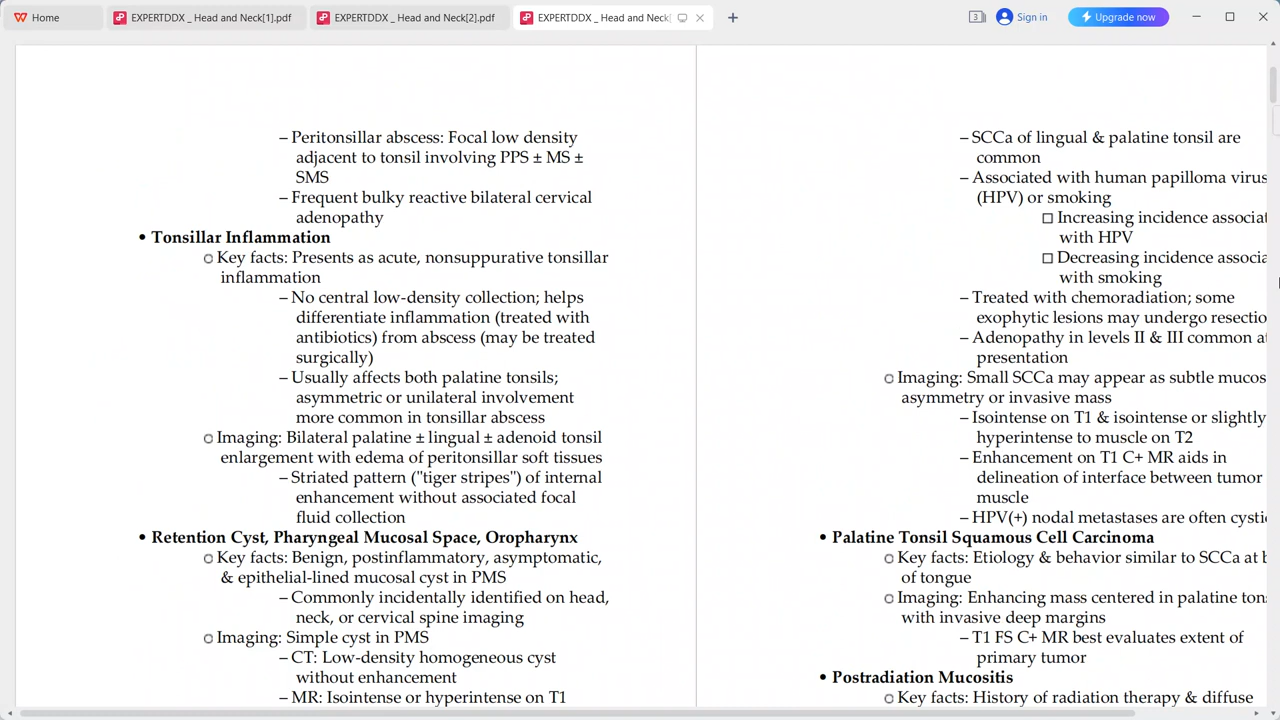 Home
EXPERTDDX _ Head and Neck[1].pdf
EXPERTDDX _ Head and Neck[2].pdf
EXPERTDDX _ Head and Neck[
3
Sign in
Upgrade now
– Peritonsillar abscess: Focal low density
adjacent to tonsil involving PPS ± MS ±
SMS
– Frequent bulky reactive bilateral cervical
adenopathy
• Tonsillar Inflammation
○ Key facts: Presents as acute, nonsuppurative tonsillar
inflammation
– No central low-density collection; helps
differentiate inflammation (treated with
antibiotics) from abscess (may be treated
surgically)
– Usually affects both palatine tonsils;
asymmetric or unilateral involvement
more common in tonsillar abscess
○ Imaging: Bilateral palatine ± lingual ± adenoid tonsil
enlargement with edema of peritonsillar soft tissues
– Striated pattern ("tiger stripes") of internal
enhancement without associated focal
fluid collection
• Retention Cyst, Pharyngeal Mucosal Space, Oropharynx
○ Key facts: Benign, postinflammatory, asymptomatic,
& epithelial-lined mucosal cyst in PMS
– Commonly incidentally identified on head,
neck, or cervical spine imaging
○ Imaging: Simple cyst in PMS
– CT: Low-density homogeneous cyst
without enhancement
– MR: Isointense or hyperintense on T1
– SCCa of lingual & palatine tonsil are
common
– Associated with human papilloma virus
(HPV) or smoking
□ Increasing incidence associat
with HPV
□ Decreasing incidence associa
with smoking
– Treated with chemoradiation; some
exophytic lesions may undergo resectio
– Adenopathy in levels II & III common a
presentation
○ Imaging: Small SCCa may appear as subtle mucos
asymmetry or invasive mass
– Isointense on T1 & isointense or slightly
hyperintense to muscle on T2
– Enhancement on T1 C+ MR aids in
delineation of interface between tumor
muscle
– HPV(+) nodal metastases are often cysti
• Palatine Tonsil Squamous Cell Carcinoma
○ Key facts: Etiology & behavior similar to SCCa at b
of tongue
○ Imaging: Enhancing mass centered in palatine ton
with invasive deep margins
– T1 FS C+ MR best evaluates extent of
primary tumor
• Postradiation Mucositis
○ Key facts: History of radiation therapy & diffuse